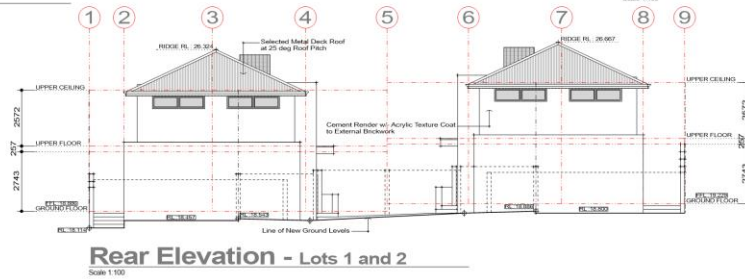 1 2 3 4 5 6 7 8 9
RIDGE RL : 26.324
Selected Metal Deck Roof
at 25 deg Roof Pitch
RIDGE RL : 26.667
UPPER CEILING
UPPER CEILING
2572
Cement Render w/- Acrylic Texture Coat
to External Brickwork
UPPER FLOOR
UPPER FLOOR
257
257
2743
GROUND FLOOR
GROUND FLOOR
Line of New Ground Levels
Rear Elevation - Lots 1 and 2
Scale 1:100